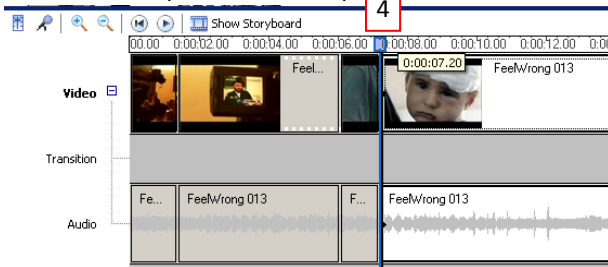 4
Show Storyboard
00.00 0:00:02.00 0:00:04.00 0:00:06.00 0:00:08.00 0:00:10.00 0:00:12.00 0:0
Video Feel... 0:00:07.20 FeelWrong 013
Transition
Fe... FeelWrong 013 F... FeelWrong 013
Audio